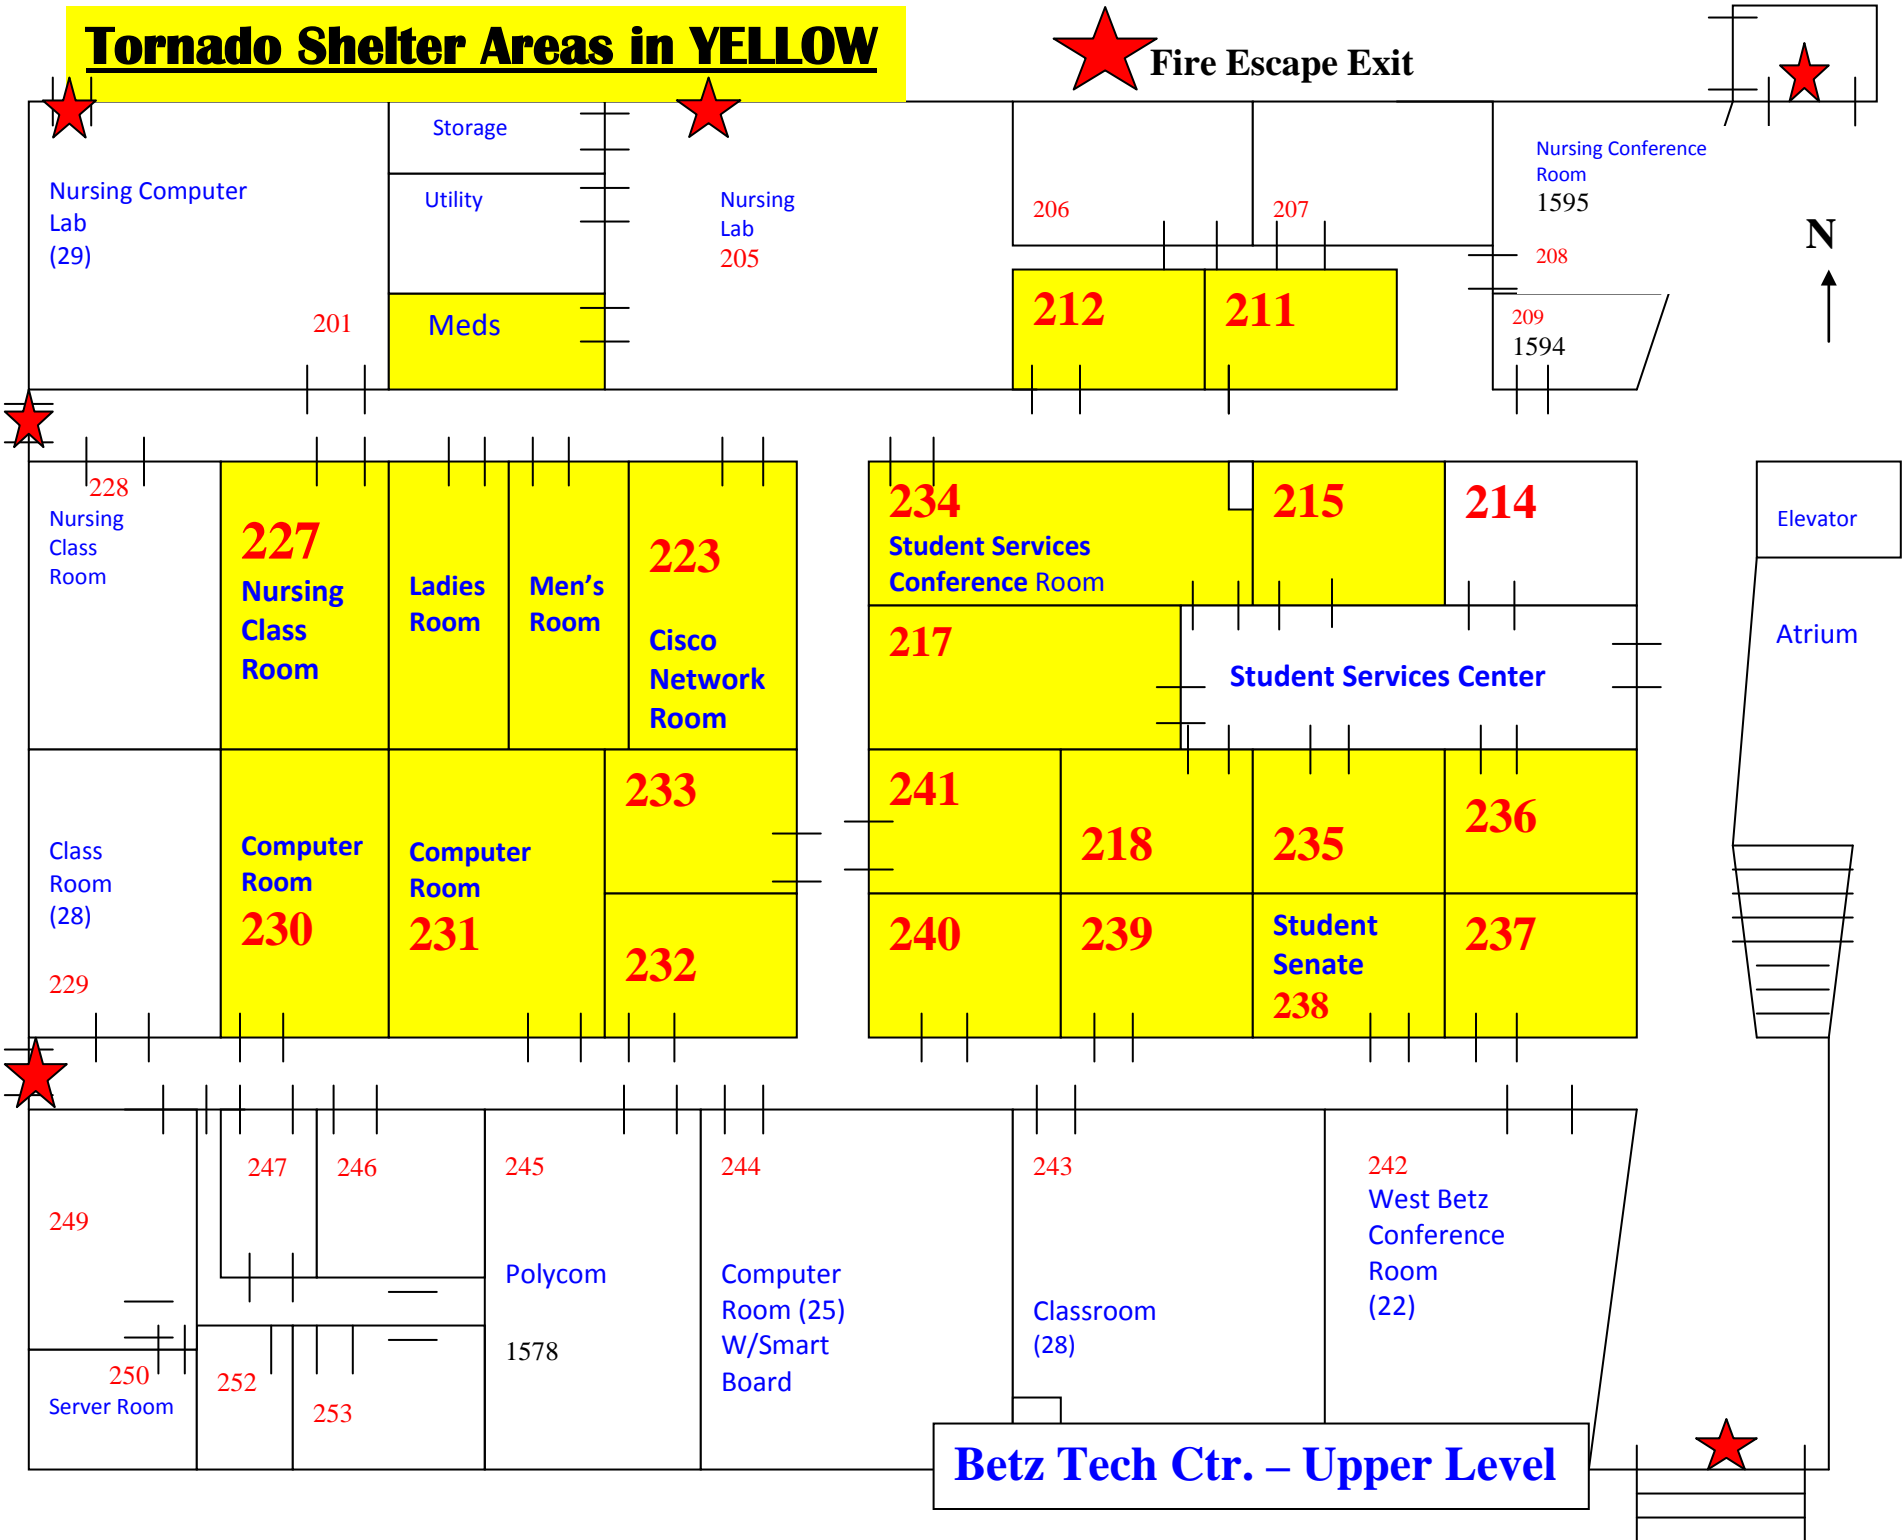 Tornado Shelter Areas in YELLOW
Fire Escape Exit
Storage
Nursing Conference
Room
1595
208
Nursing Computer
Lab
(29)
201
Utility
Meds
Nursing
Lab
205
206
207
N
212
211
209
1594
228
Nursing
Class
Room
227
Nursing
Class
Room
Ladies
Room
Men's
Room
223
Cisco
Network
Room
234
Student Services
Conference Room
215
214
Elevator
217
Student Services Center
Atrium
Class
Room
(28)
229
Computer
Room
230
Computer
Room
231
233
232
241
218
235
236
240
239
Student
Senate
238
237
249
247
246
245
Polycom
1578
244
Computer
Room (25)
W/Smart
Board
243
Classroom
(28)
242
West Betz
Conference
Room
(22)
250
Server Room
252
253
Betz Tech Ctr. – Upper Level